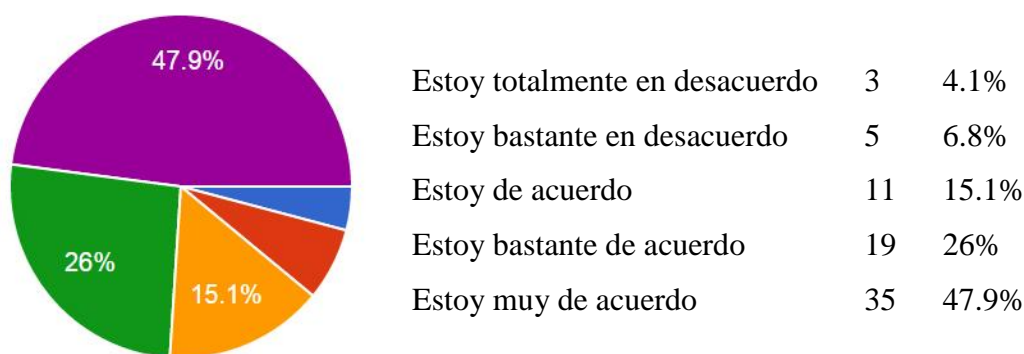 47.9%
26%
15.1%
Estoy totalmente en desacuerdo 3 4.1%
Estoy bastante en desacuerdo 5 6.8%
Estoy de acuerdo 11 15.1%
Estoy bastante de acuerdo 19 26%
Estoy muy de acuerdo 35 47.9%